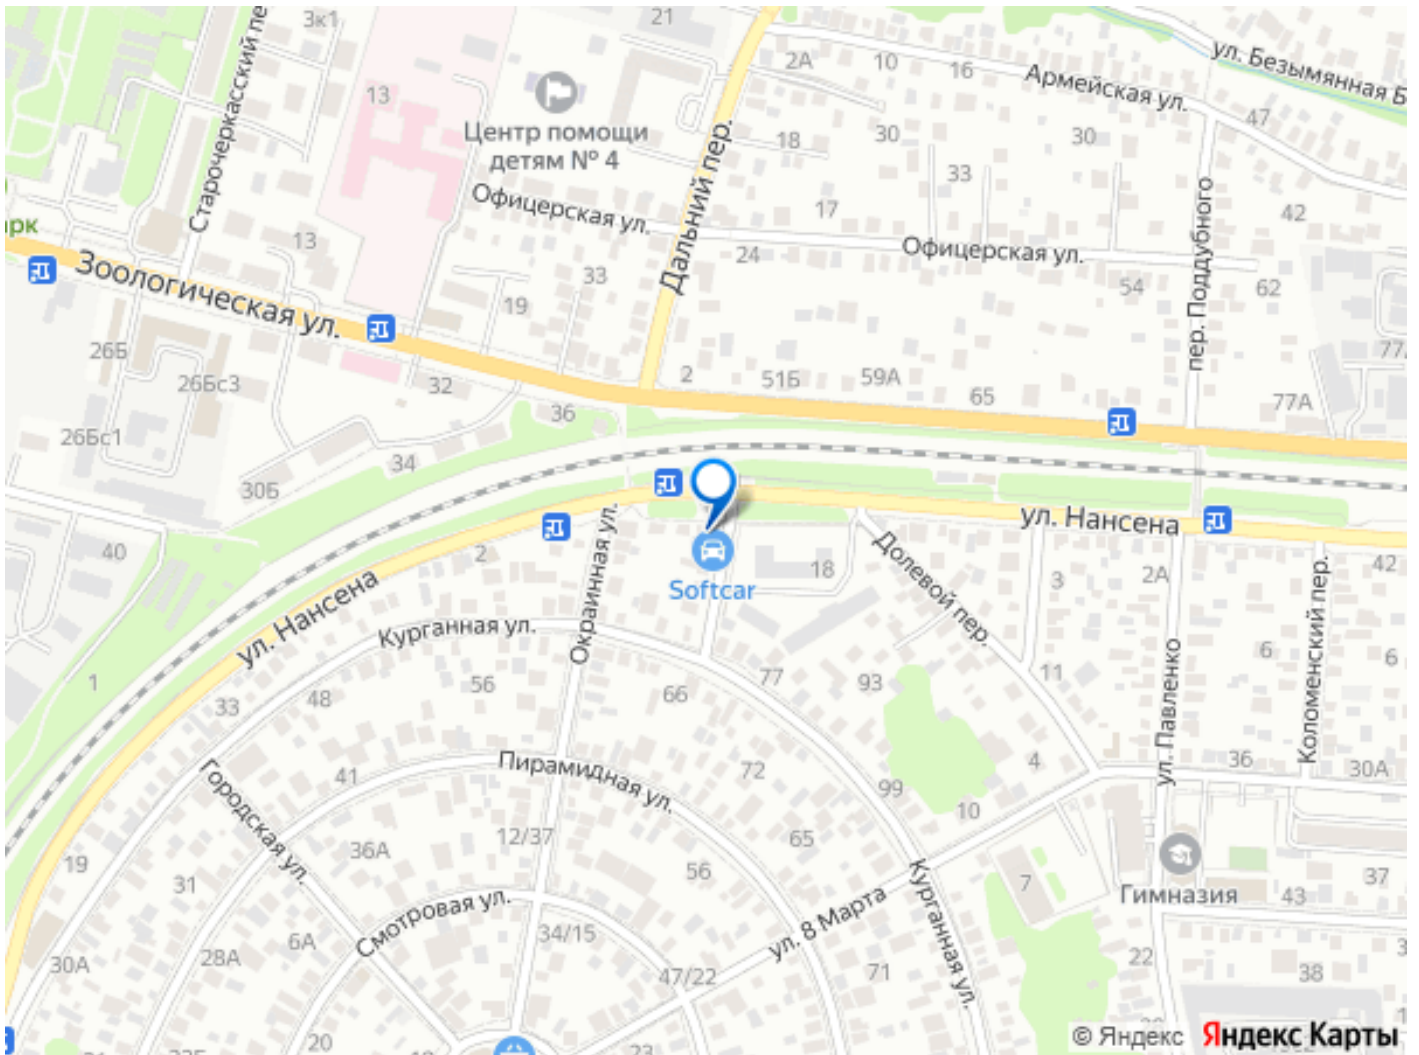 3к1
21
Старочеркасский пе
13
Центр помощи
детям № 4
2А
10
16
Армейская ул.
ул. Безымянная Б
47
18
30
30
33
Дальний пер.
Офицерская ул.
17
24
Офицерская ул.
пер. Поддубного
42
54
62
арк
Зоологическая ул.
13
33
19
26Б
26Бс3
32
36
2
51Б
59А
65
77А
77
26Бс1
34
30Б
40
2
ул. Нансена
ул. Нансена
Окраинная ул.
Softcar
18
Долевой пер.
3
2А
42
Курганная ул.
1
33
48
56
66
77
93
11
6
6
ул. Павленко
Коломенский пер.
4
36
30А
Городская ул.
41
Пирамидная ул.
72
99
10
12/37
65
36А
56
19
31
7
Гимназия
43
37
Смотровая ул.
6А
28А
34/15
ул. 8 Марта
Курганная ул.
30А
47/22
71
22
38
20
23
© Яндекс Яндекс Карты